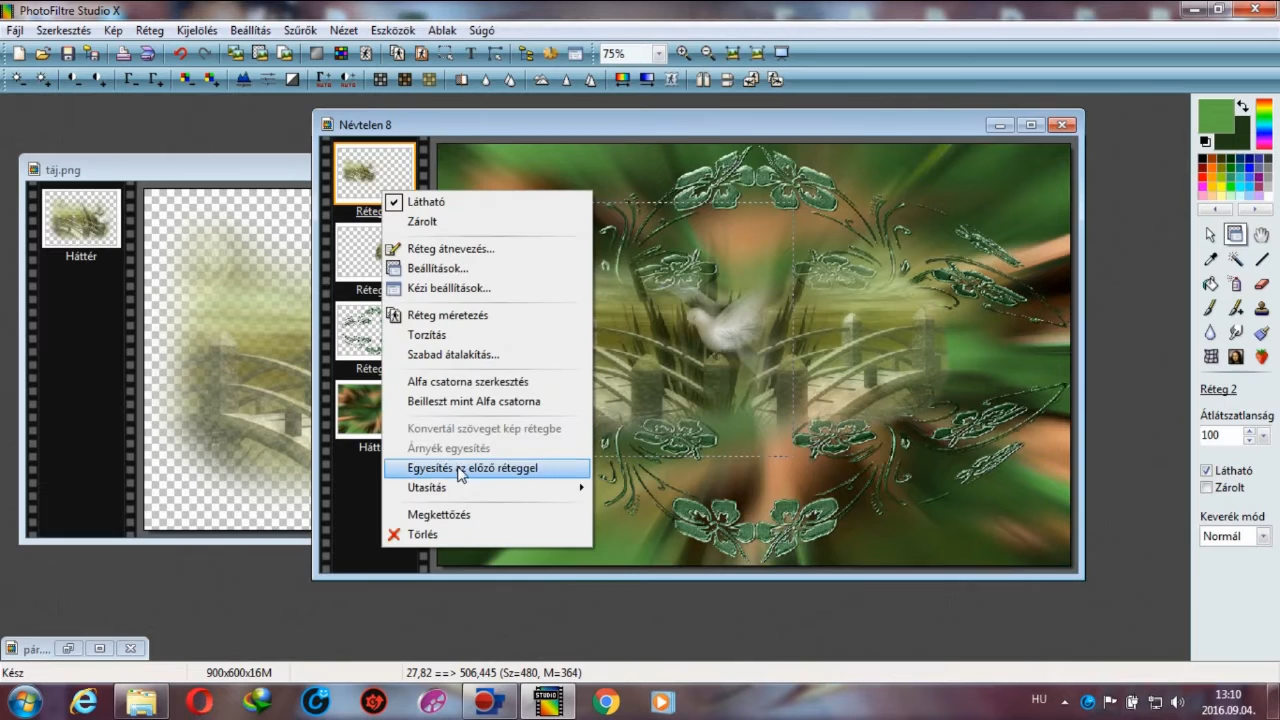 PhotoFiltre Studio X
Fájl Szerkesztés Kép Réteg Kijelölés Beállítás Szűrők Nézet Eszközök Ablak Súgó
75%
Névtelen 8
táj.png
Háttér
Réteg
Réteg
Réteg
Hátt
Látható
Zárolt
Réteg átnevezés...
Beállítások...
Kézi beállítások...
Réteg méretezés
Torzítás
Szabad átalakítás...
Alfa csatorna szerkesztés
Beilleszt mint Alfa csatorna
Konvertál szöveget kép rétegbe
Árnyék egyesítés
Egyesítés az előző réteggel
Utasítás
Megkettőzés
Törlés
Réteg 2
Átlátszatlanság
100
Látható
Zárolt
Keverék mód
Normál
pár....
Kész
900x600x16M
27,82 ==> 506,445 (Sz=480, M=364)
STUDIO
HU
13:10
2016.09.04.